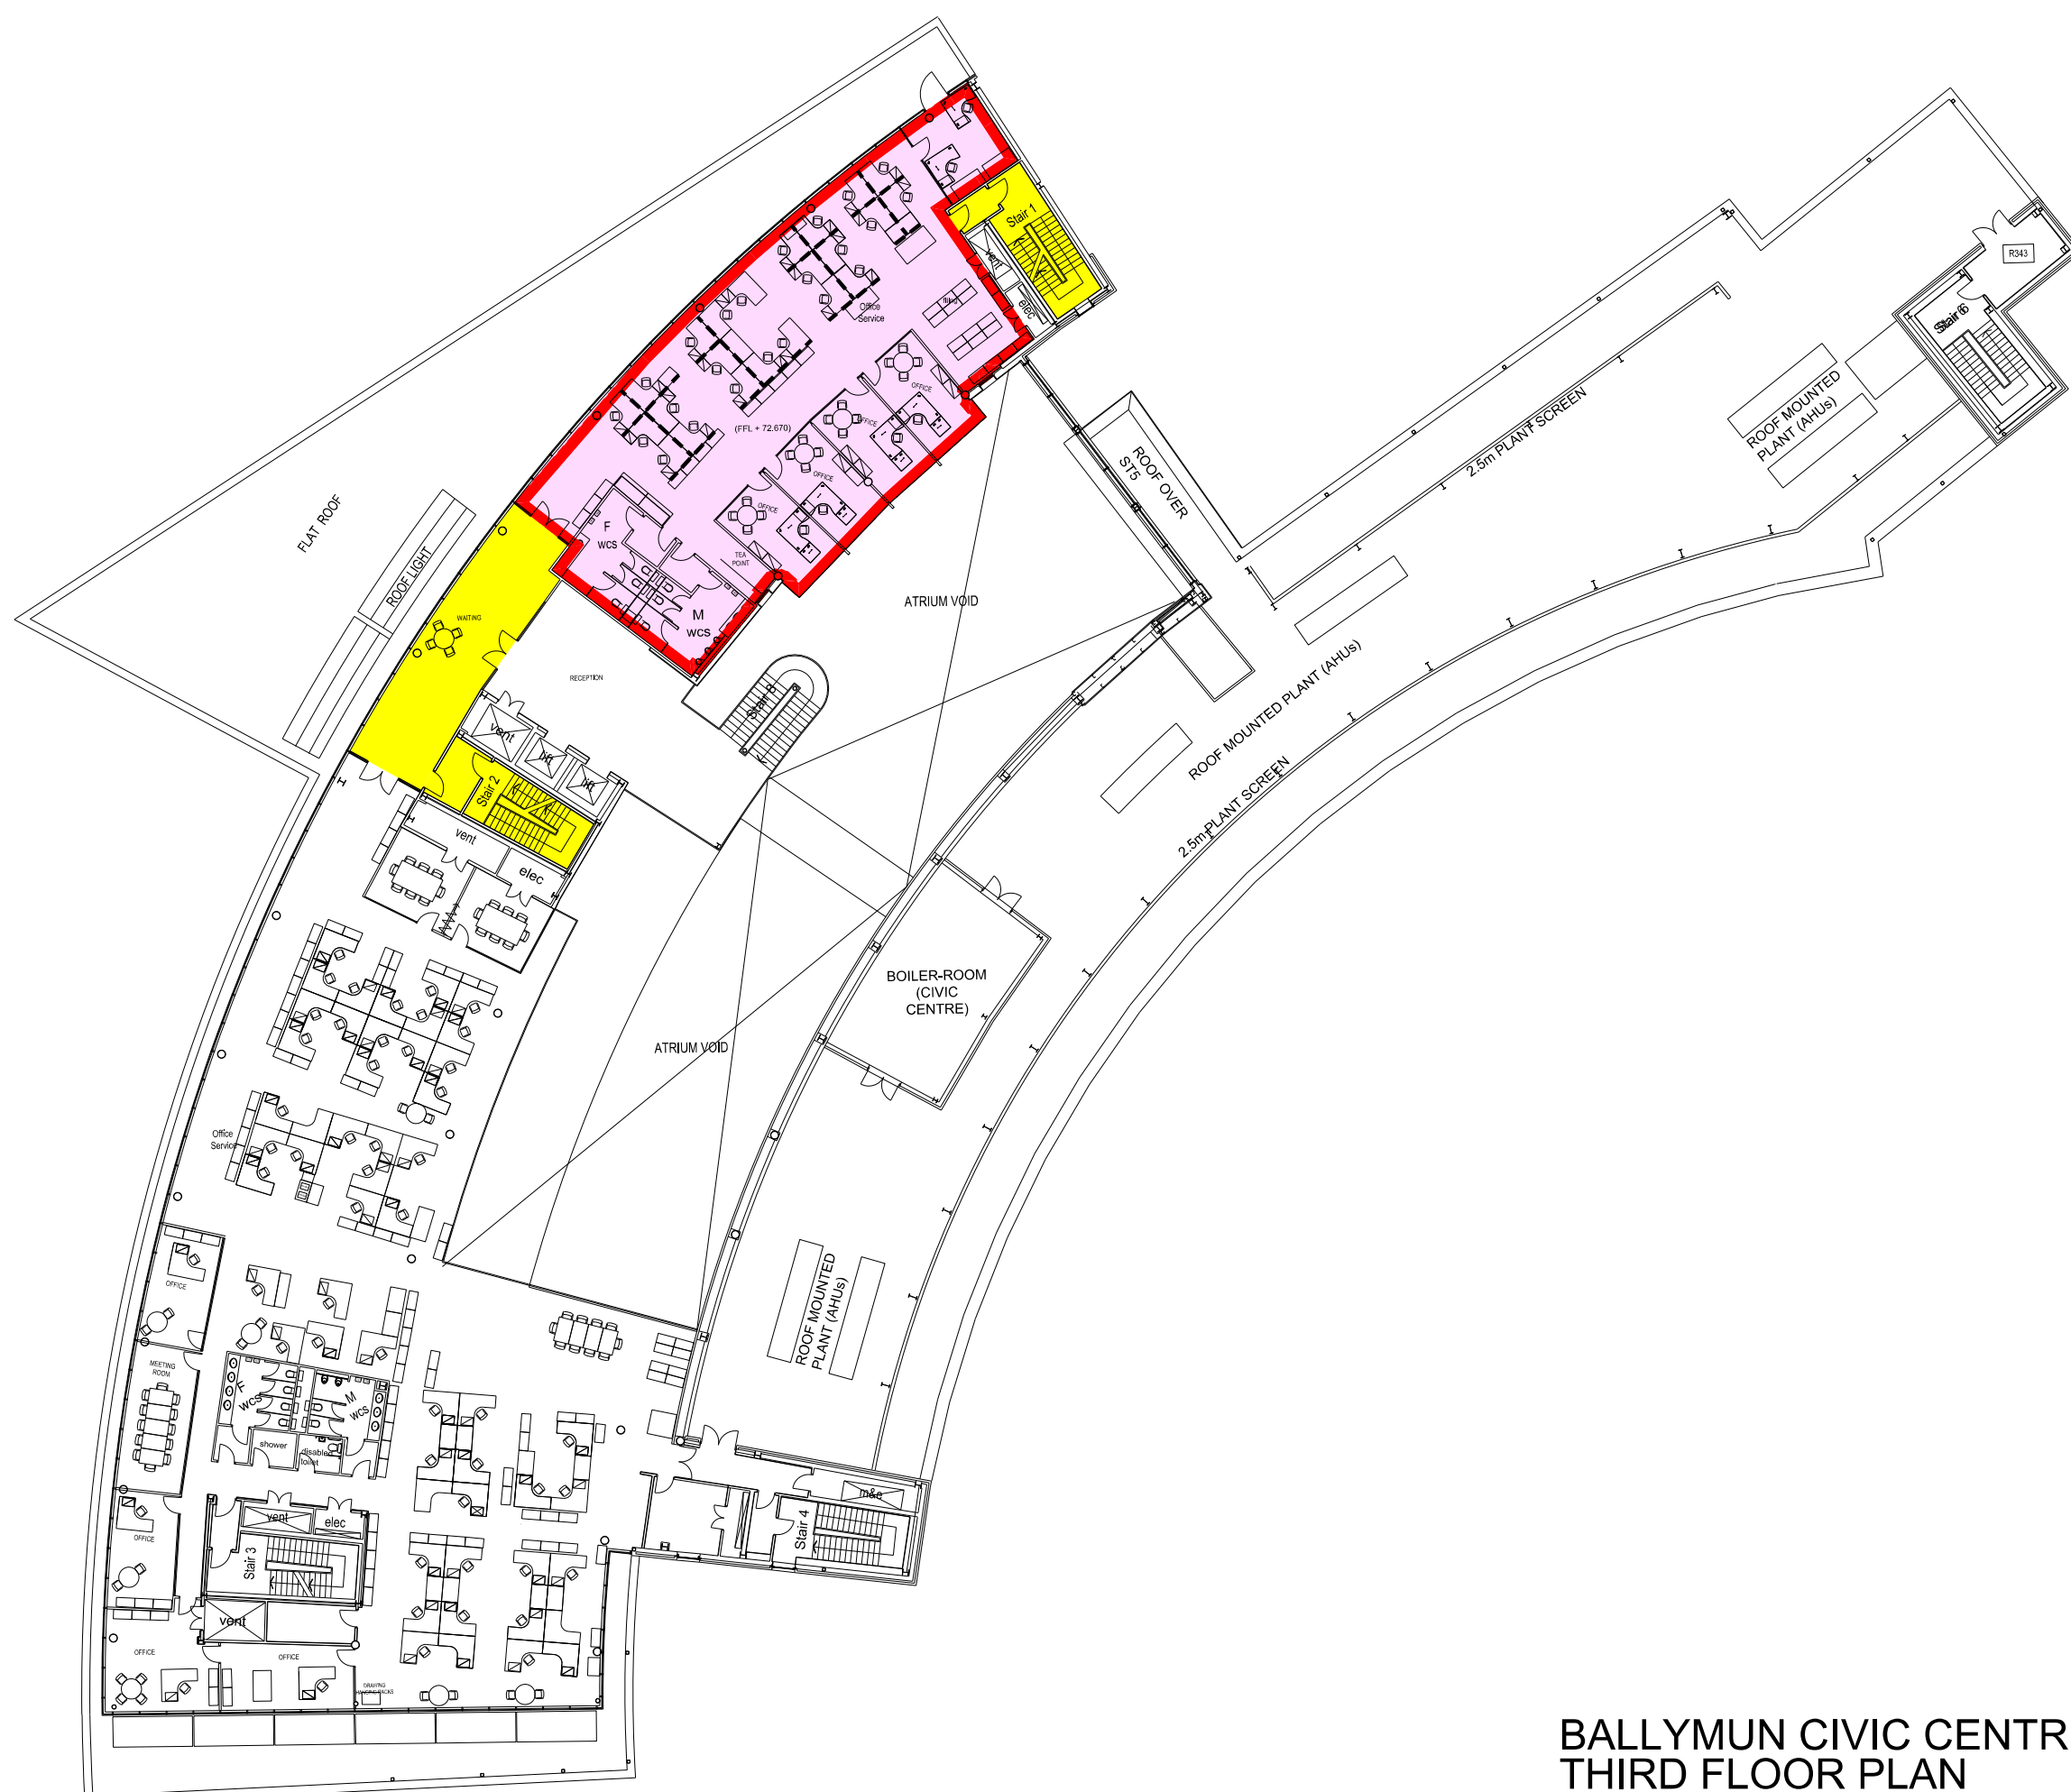 Stair 1
vent
elec
filing
Office
Service
OFFICE
(FFL + 72.670)
OFFICE
OFFICE
OFFICE
F
WCS
TEA
POINT
M
WCS
R343
ROOF MOUNTED
PLANT (AHUs)
2.5m PLANT SCREEN
ROOF OVER
ST5
FLAT ROOF
ROOF LIGHT
WAITING
RECEPTION
ATRIUM VOID
ROOF MOUNTED PLANT (AHUs)
2.5m PLANT SCREEN
vent
lift
lift
Stair 2
vent
elec
BOILER-ROOM
(CIVIC
CENTRE)
ATRIUM VOID
Office
Service
OFFICE
ROOF MOUNTED
PLANT (AHUs)
MEETING
ROOM
F
WCS
M
WCS
shower
disabled
toilet
m&e
vent
elec
Stair 4
OFFICE
Stair 3
vent
OFFICE
OFFICE
BALLYMUN CIVIC CENTR
THIRD FLOOR PLAN